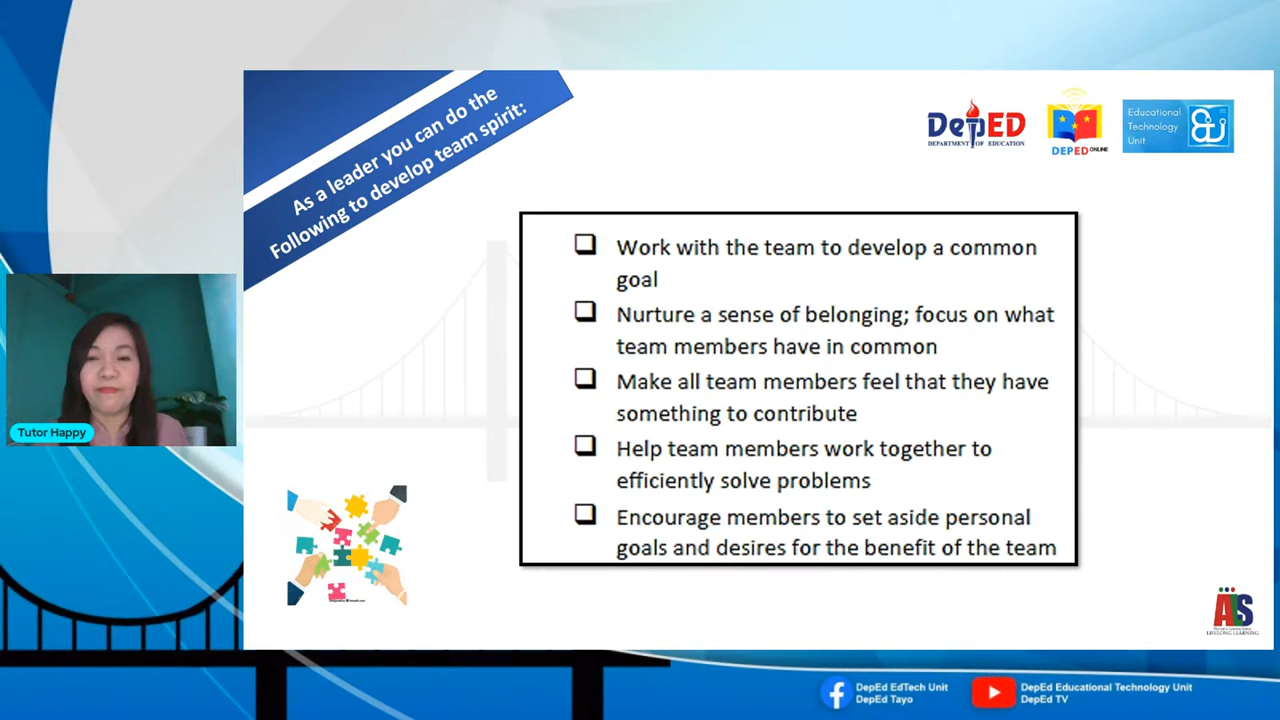 As a leader you can do the
Following to develop team spirit:
DepED
DEPARTMENT OF EDUCATION
DEPED ONLINE
Educational
Technology
Unit
Work with the team to develop a common
goal
Nurture a sense of belonging; focus on what
team members have in common
Make all team members feel that they have
something to contribute
Help team members work together to
efficiently solve problems
Encourage members to set aside personal
goals and desires for the benefit of the team
Tutor Happy
ALS
LIFELONG LEARNING
DepEd EdTech Unit
DepEd Tayo
DepEd Educational Technology Unit
DepEd TV